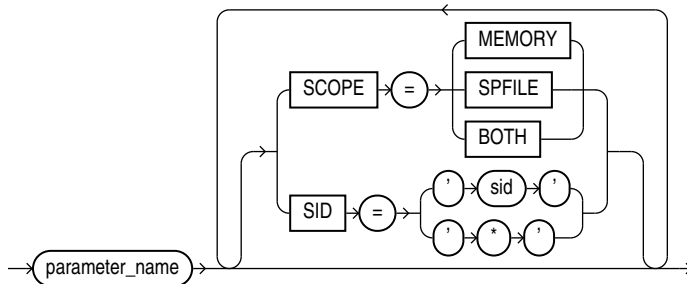 MEMORY
SCOPE = SPFILE
BOTH
' sid '
SID =
' * '
parameter_name